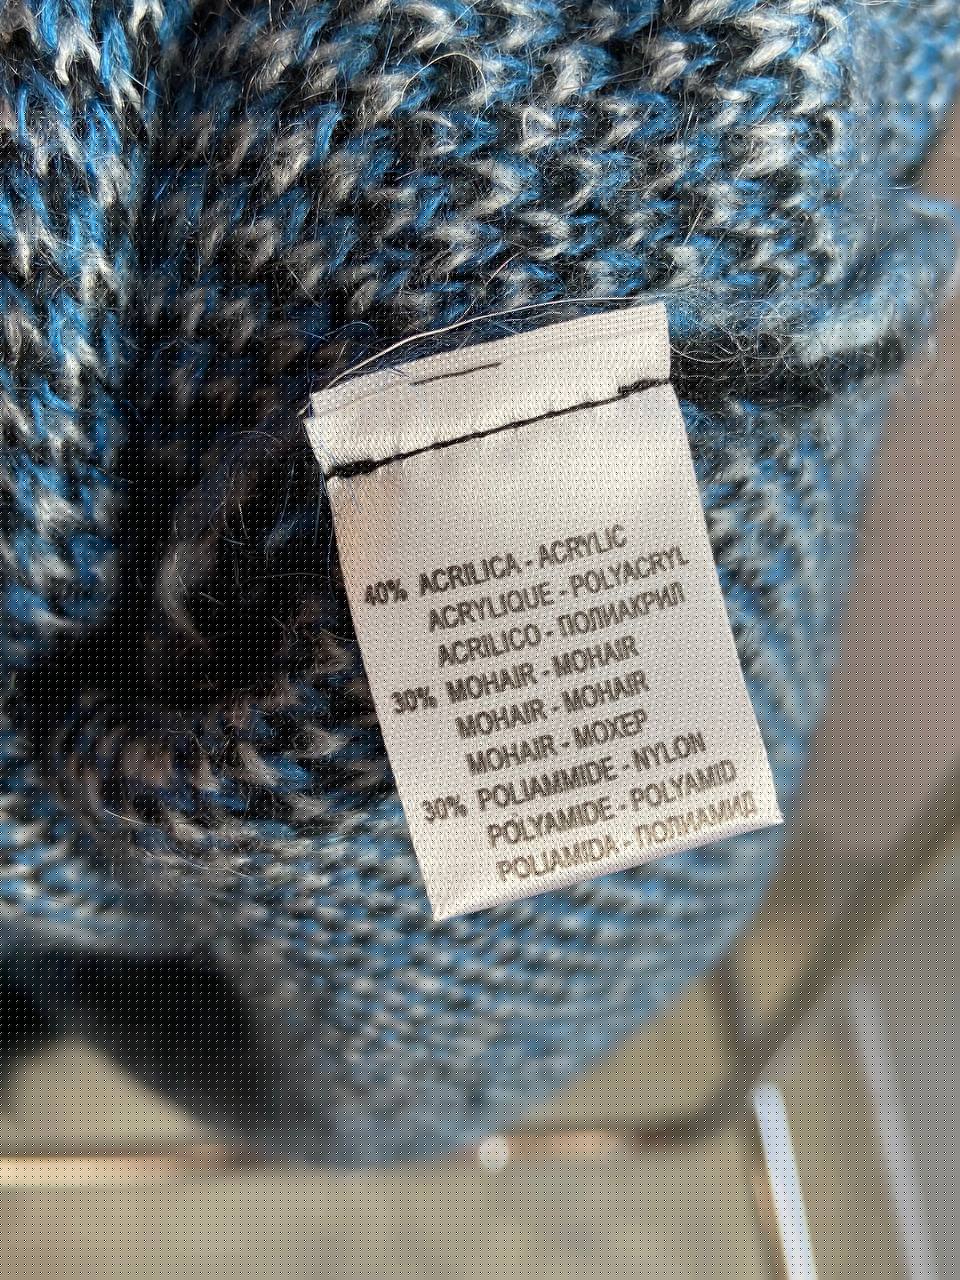 40% ACRILICA - ACRYLIC
ACRYLIQUE - POLYACRYL
ACRILICO - ПОЛИАКРИЛ
30% MOHAIR - MOHAIR
MOHAIR - MOHAIR
MOHAIR - МОХЕР
30% POLIAMMIDE - NYLON
POLYAMIDE - POLYAMID
POLIAMIDA - ПОЛИАМИД